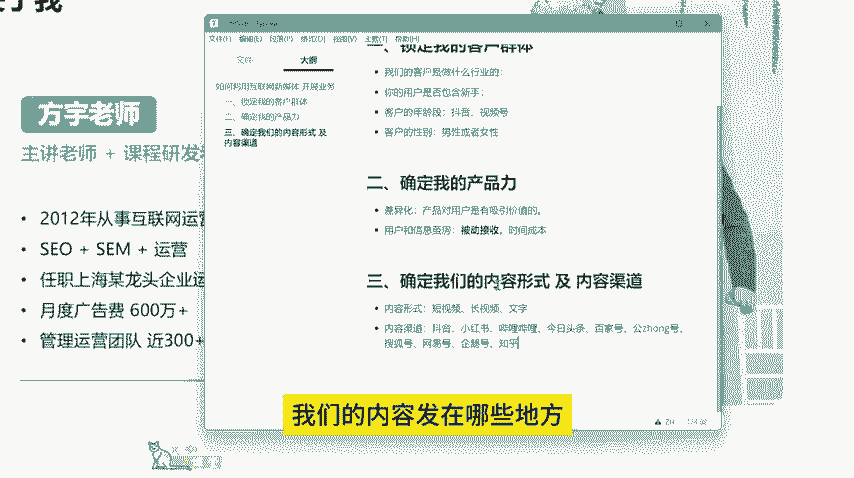 方宇老师
主讲老师 + 课程研发
• 2012年从事互联网运营
• SEO + SEM + 运营
• 任职上海某龙头企业运
• 月度广告费 600万+
• 管理运营团队 近300+
文件(F) 编辑(E) 段落(P) 格式(O) 视图(V) 主题(T) 帮助(H)
文件 大纲
如何利用互联网新媒体 开展业务
一、锁定我的客户群体
二、确定我的产品力
三、确定我们的内容形式 及
内容渠道
一、锁定我的客户群体
• 我们的客户是做什么行业的;
• 你的用户是否包含新手;
• 客户的年龄段：抖音、视频号
• 客户的性别：男性或者女性
二、确定我的产品力
• 差异化：产品对用户是有吸引价值的。
• 用户和信息茧房：被动接收，时间成本
三、确定我们的内容形式 及 内容渠道
• 内容形式：短视频、长视频、文字
• 内容渠道：抖音、小红书、哔哩哔哩、今日头条、百家号、公zhong号、
搜狐号、网易号、企鹅号、知乎
我们的内容发在哪些地方